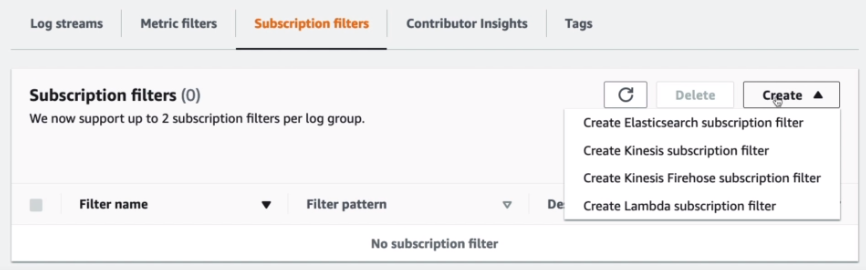 Log streams
Metric filters
Subscription filters
Contributor Insights
Tags
Subscription filters (0)
Delete
Create
We now support up to 2 subscription filters per log group.
Create Elasticsearch subscription filter
Create Kinesis subscription filter
Create Kinesis Firehose subscription filter
Create Lambda subscription filter
Filter name
Filter pattern
No subscription filter